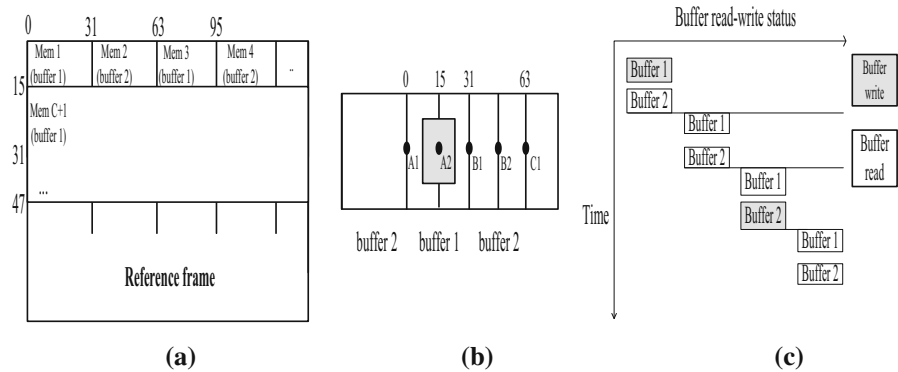 0 31 63 95
Mem 1 Mem 2 Mem 3 Mem 4
(buffer 1) (buffer 2) (buffer 1) (buffer 2) ..
15
Mem C+1
(buffer 1)
31
...
47
Reference frame
(a)
0 15 31 63
A1 A2 B1 B2 C1
buffer 2 buffer 1 buffer 2
(b)
Buffer read-write status
Buffer 1
Buffer 2
Buffer 1
Buffer 2
Buffer 1
Buffer 2
Buffer 1
Buffer 2
Buffer
write
Buffer
read
Time
(c)